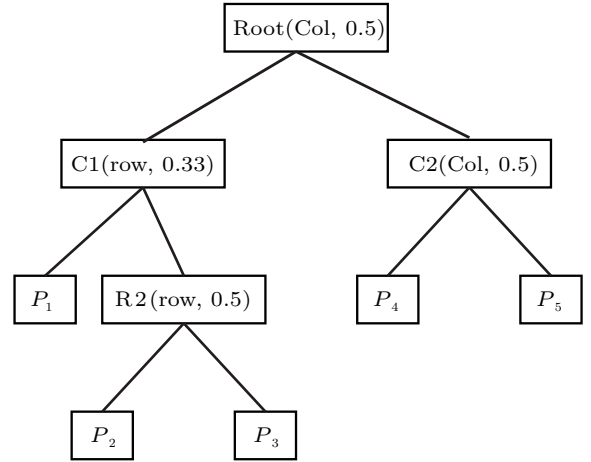 Root(Col, 0.5)
C1(row, 0.33)
C2(Col, 0.5)
P₁
R2(row, 0.5)
P₄
P₅
P₂
P₃